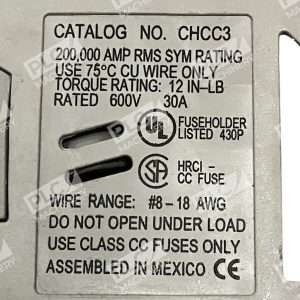 CATALOG NO. CHCC3
200,000 AMP RMS SYM RATING
USE 75°C CU WIRE ONLY
TORQUE RATING: 12 IN-LB
RATED 600V 30A
UL
FUSEHOLDER
LISTED 430P
SA
HRCI-
CC FUSE
WIRE RANGE: #8-18 AWG
DO NOT OPEN UNDER LOAD
USE CLASS CC FUSES ONLY
ASSEMBLED IN MEXICO CE